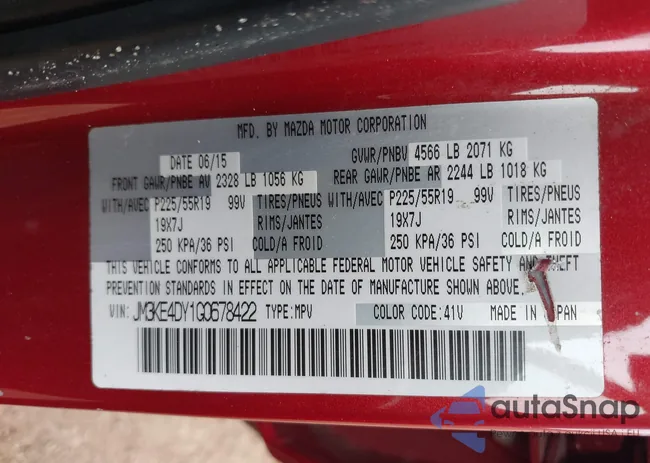 MFD. BY MAZDA MOTOR CORPORATION
DATE 06/15 GVWR/PNBV 4566 LB 2071 KG
FRONT GAWR/PNBE AV 2328 LB 1056 KG REAR GAWR/PNBE AR 2244 LB 1018 KG
WITH/AVEC P225/55R19 99V TIRES/PNEUS WITH/AVEC P225/55R19 99V TIRES/PNEUS
19X7J RIMS/JANTES 19X7J RIMS/JANTES
250 KPA/36 PSI COLD/A FROID 250 KPA/36 PSI COLD/A FROID
THIS VEHICLE CONFORMS TO ALL APPLICABLE FEDERAL MOTOR VEHICLE SAFETY AND THEFT
PREVENTION STANDARDS IN EFFECT ON THE DATE OF MANUFACTURE SHOWN ABOVE.
VIN: JM3KE4DY1G0678422 TYPE: MPV COLOR CODE: 41V MADE IN JAPAN
autoSnap